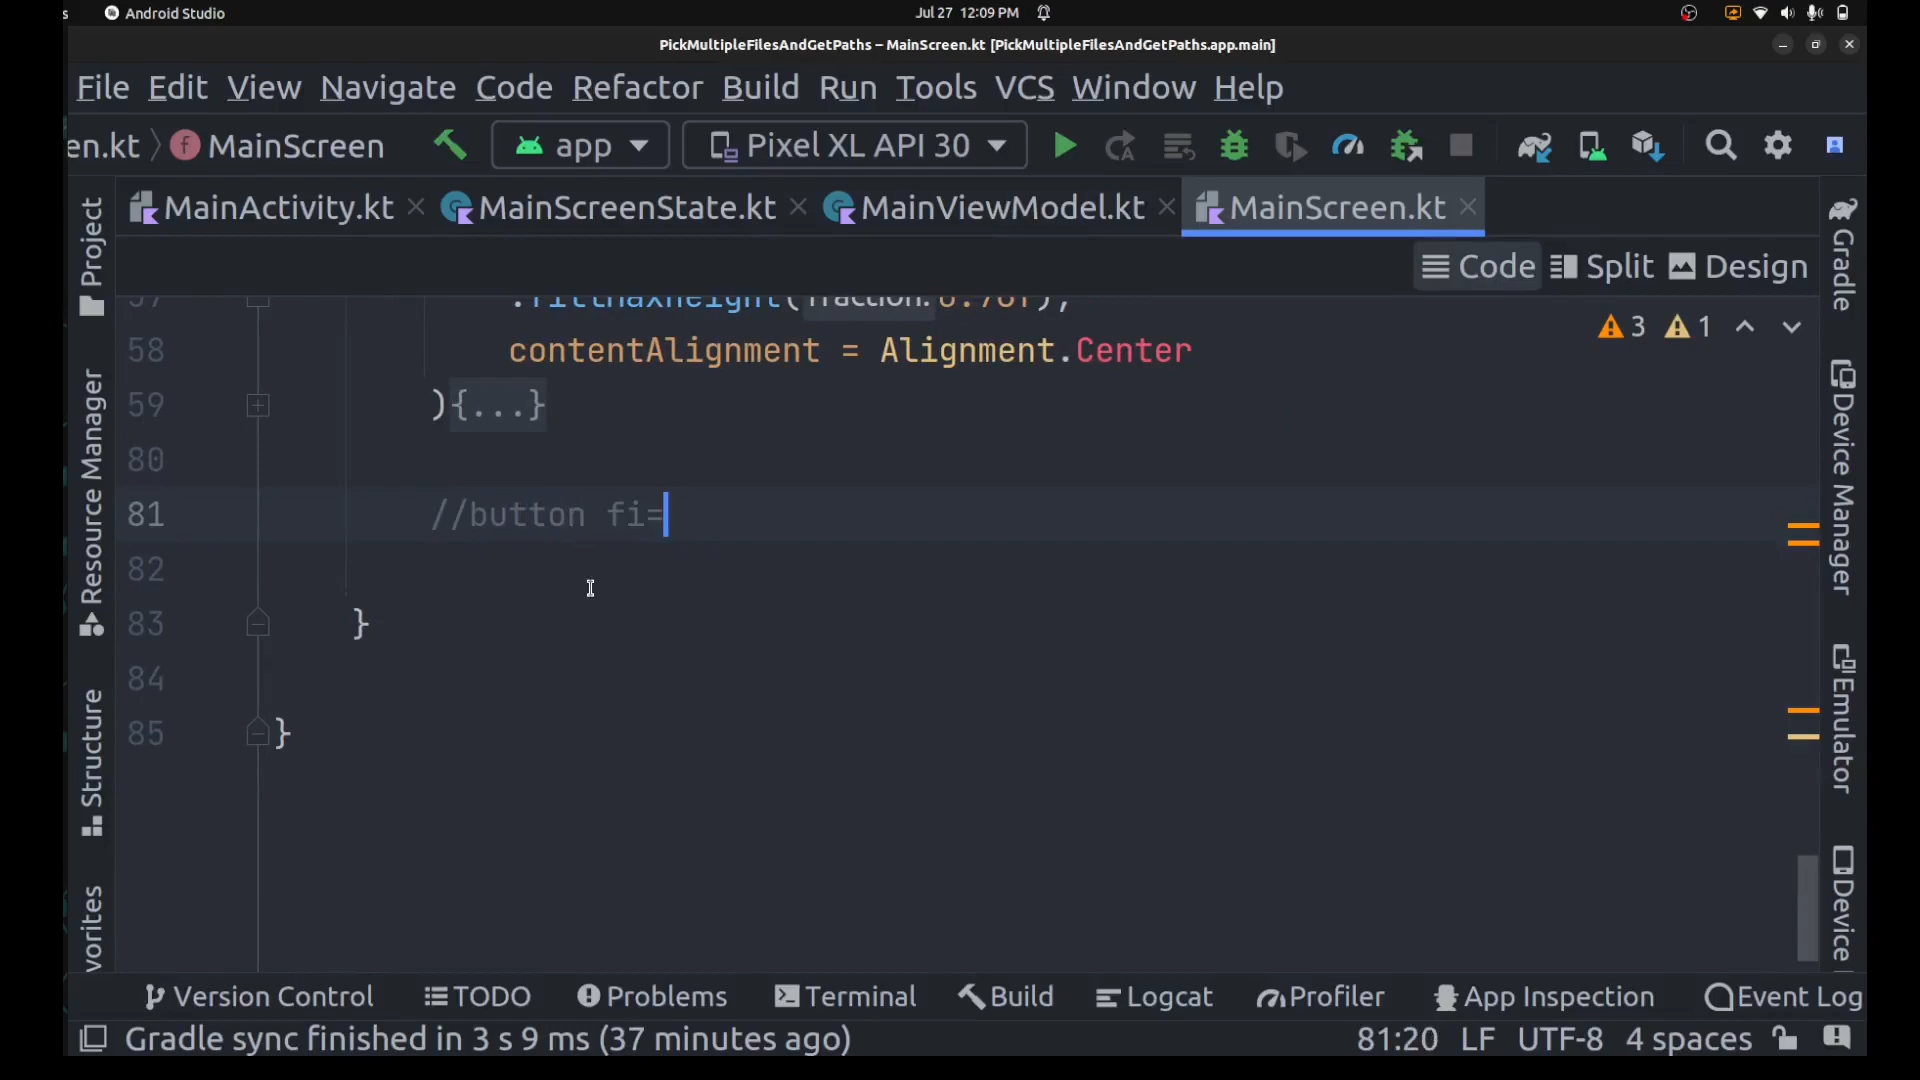 s Android Studio Jul 27 12:09 PM
PickMultipleFilesAndGetPaths – MainScreen.kt [PickMultipleFilesAndGetPaths.app.main]
File Edit View Navigate Code Refactor Build Run Tools VCS Window Help
en.kt MainScreen app Pixel XL API 30
MainActivity.kt MainScreenState.kt MainViewModel.kt MainScreen.kt
Code Split Design
57 .fillMaxHeight( fraction: 0.78f),
3 1
58 contentAlignment = Alignment.Center
59 ){...}
80
81 //button fi=
82
83 }
84
85 }
Project
Resource Manager
Structure
vorites
Gradle
Device Manager
Emulator
Device
Version Control TODO Problems Terminal Build Logcat Profiler App Inspection Event Log
Gradle sync finished in 3 s 9 ms (37 minutes ago) 81:20 LF UTF-8 4 spaces